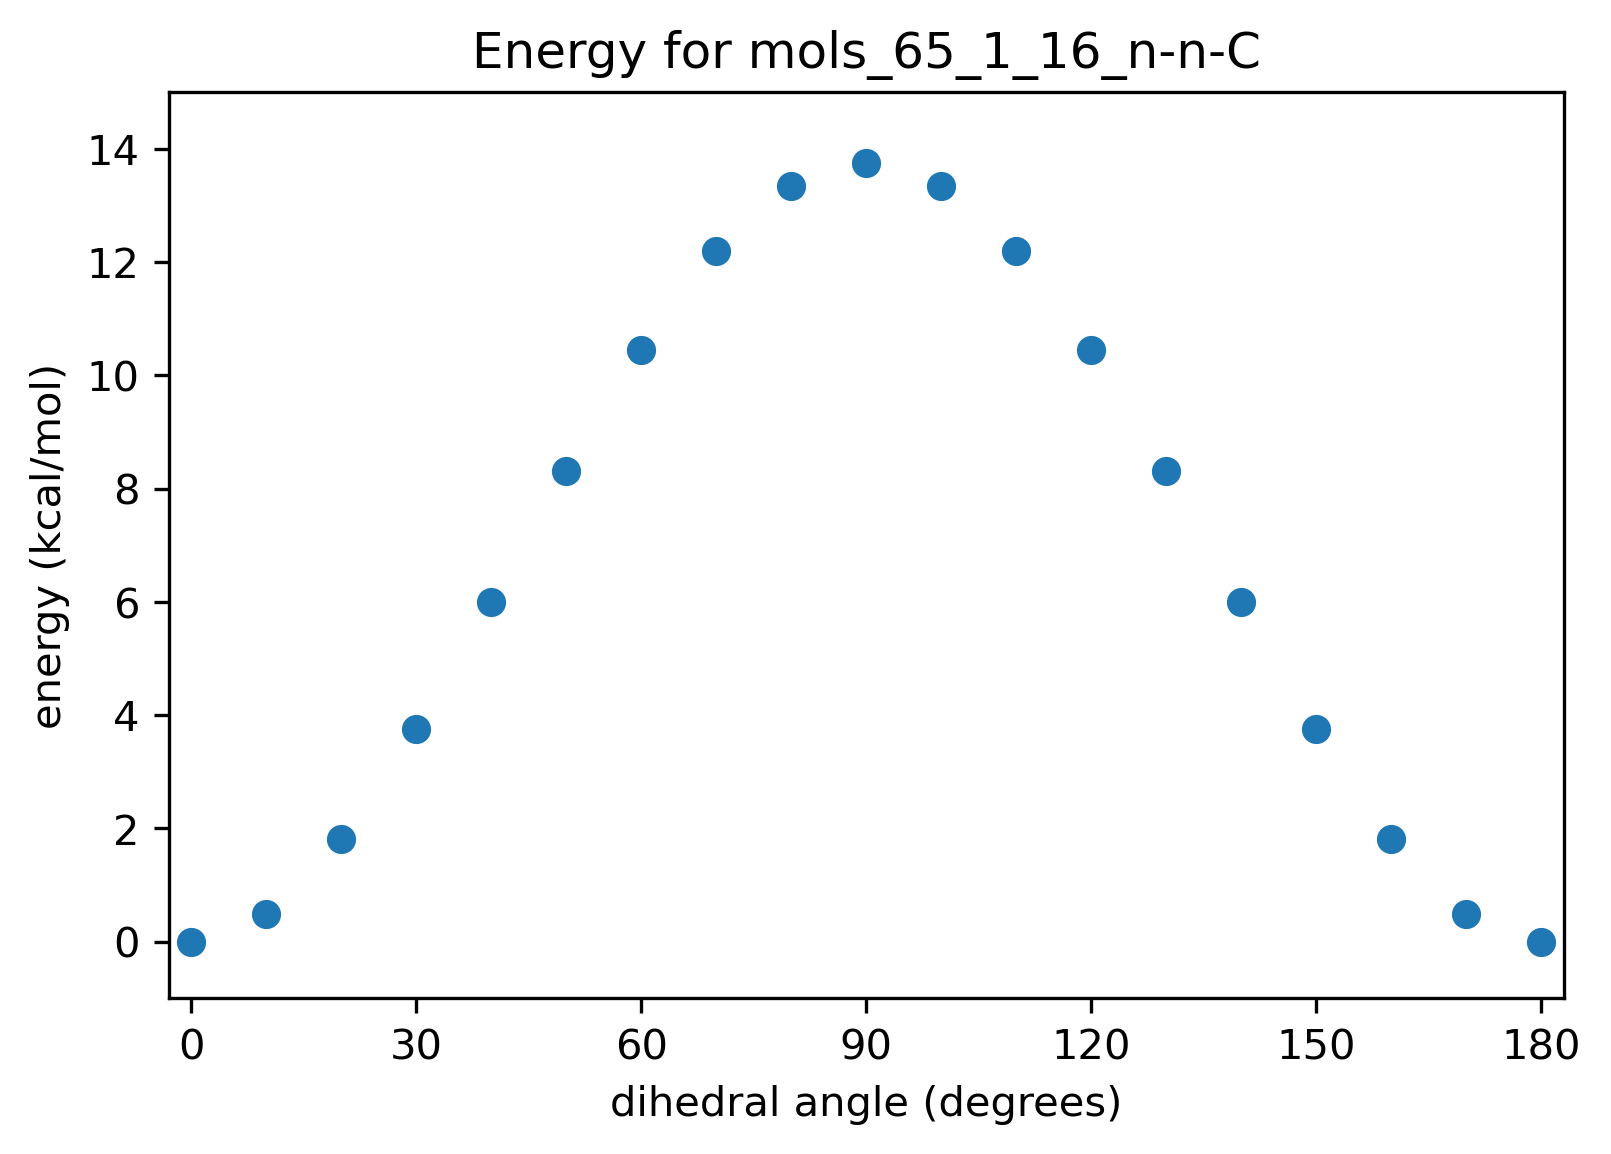 Energy for mols_65_1_16_n-n-C
14
12
10
8
6
4
2
0
energy (kcal/mol)
0 30 60 90 120 150 180
dihedral angle (degrees)